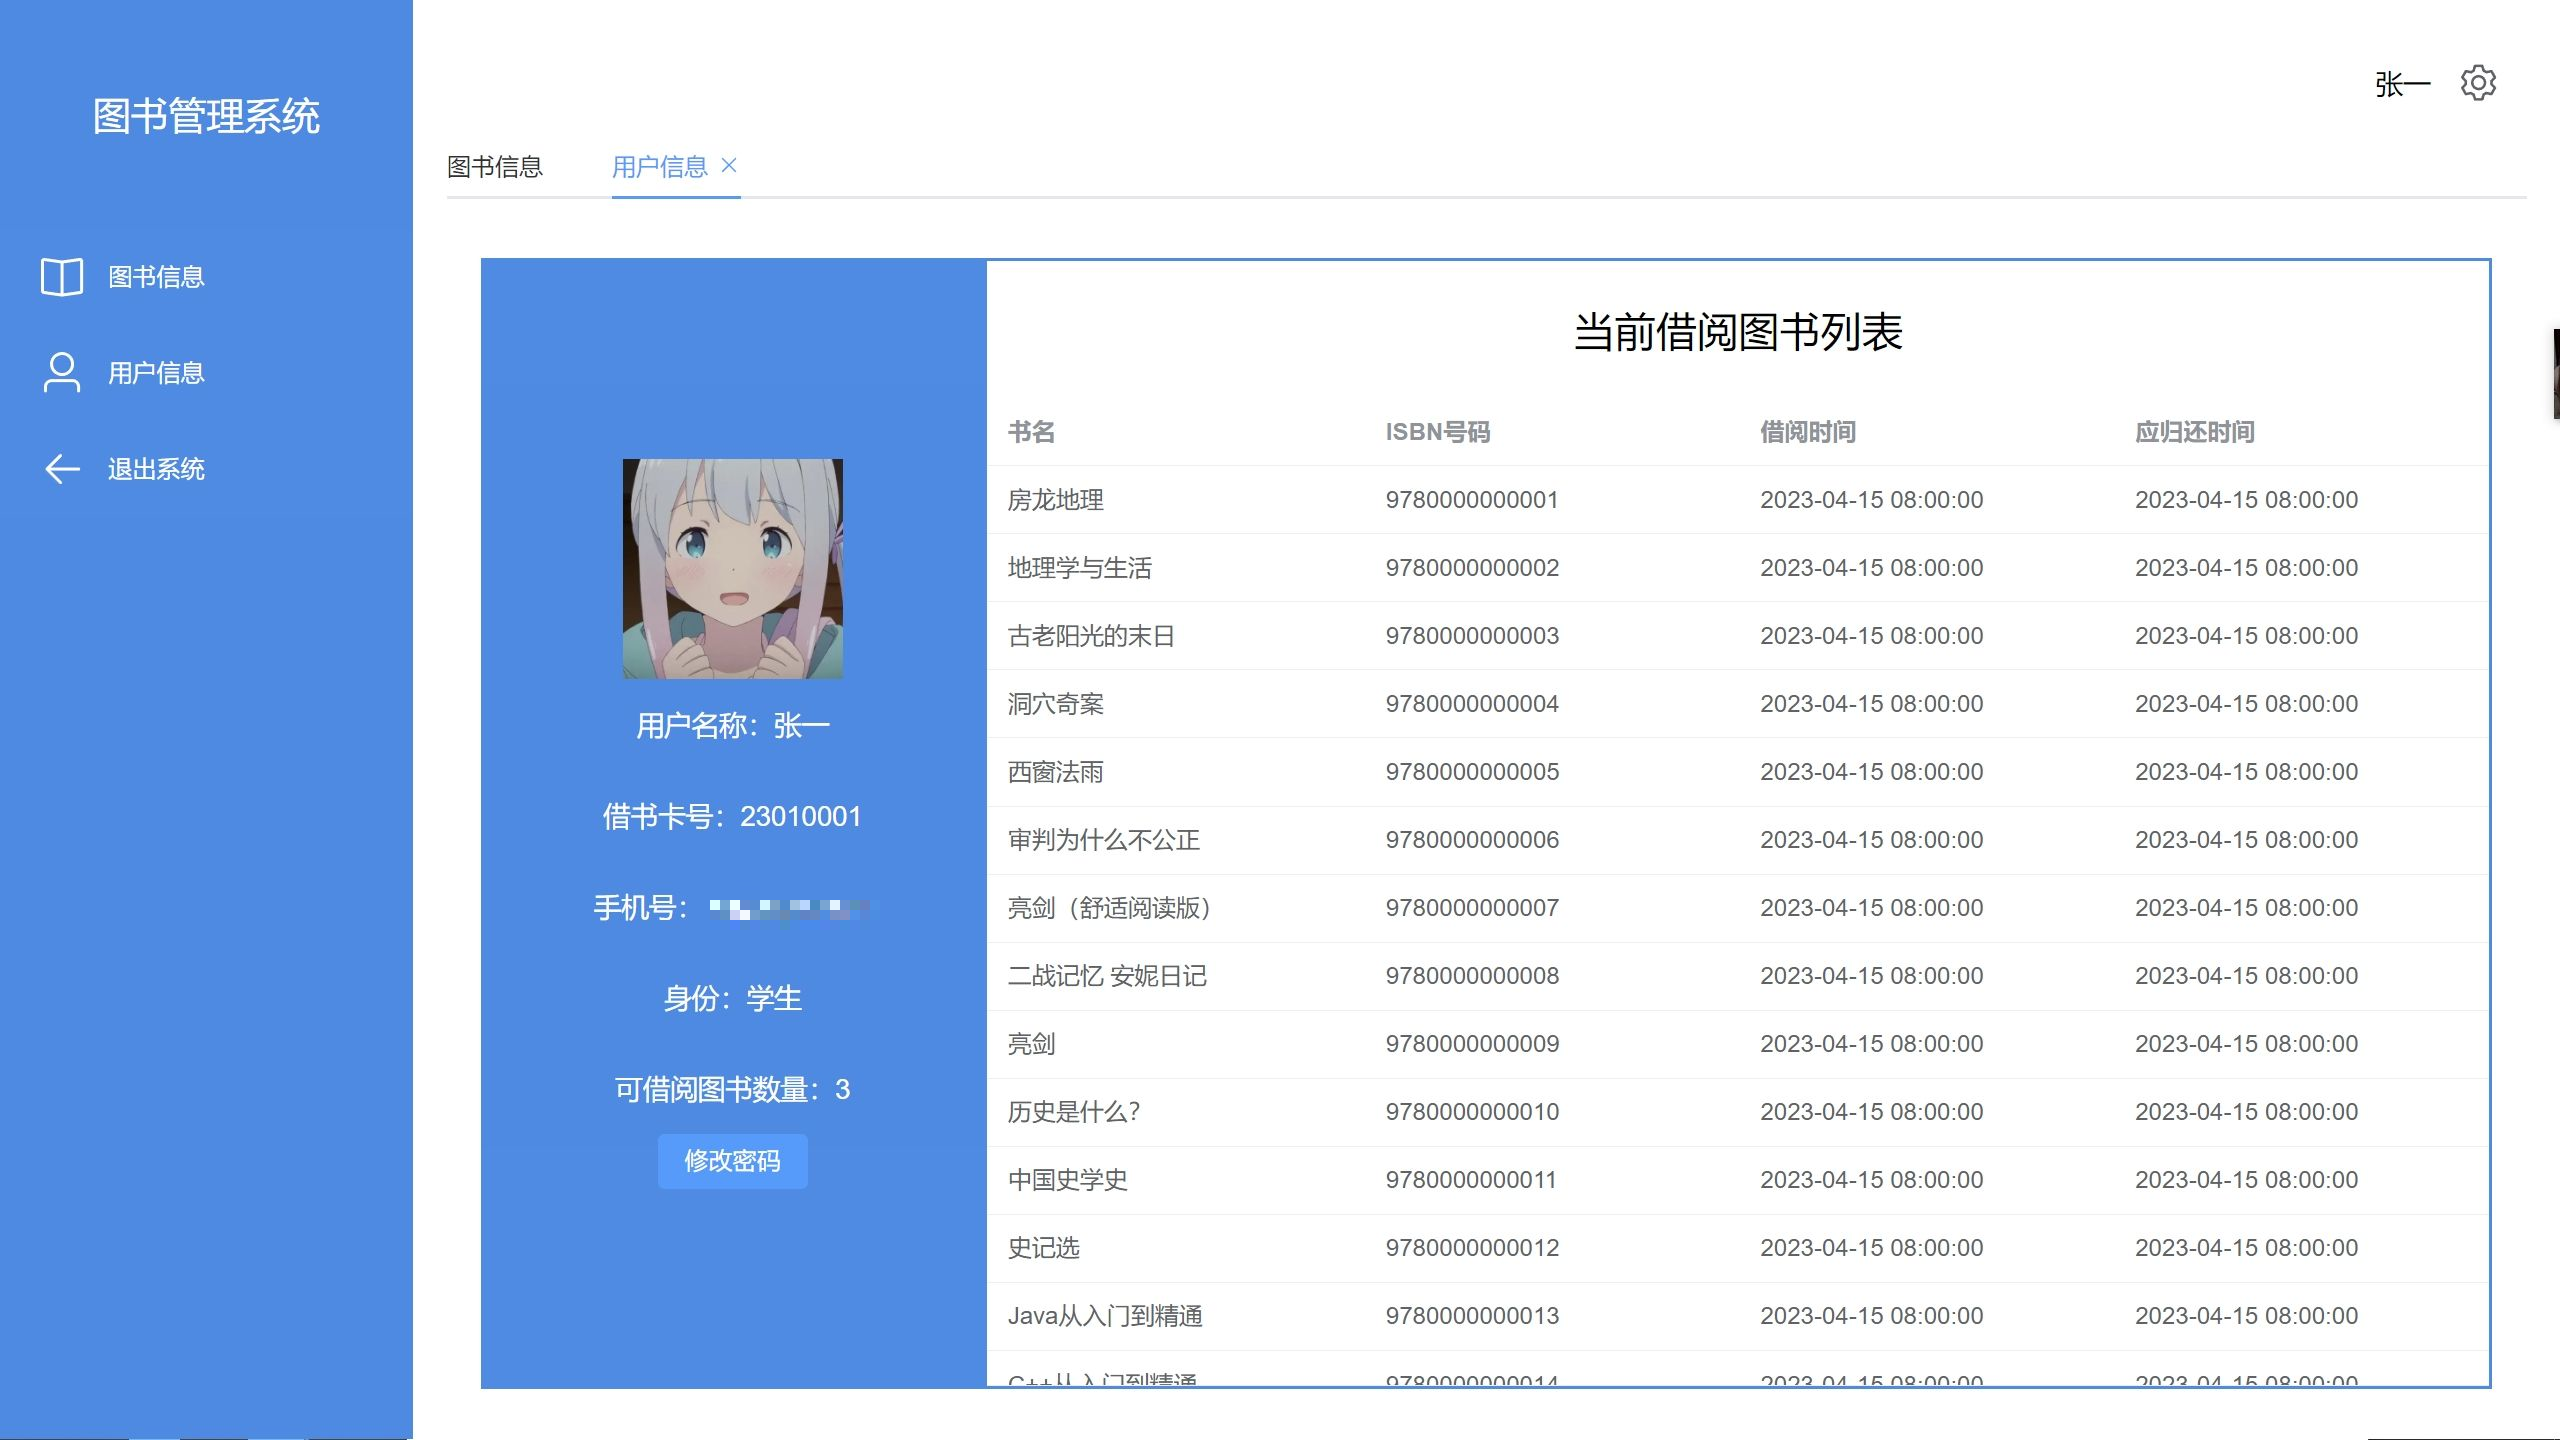 图书管理系统
图书信息
用户信息
退出系统
张一
图书信息 用户信息
用户名称：张一
借书卡号：23010001
手机号：
身份：学生
可借阅图书数量：3
修改密码
当前借阅图书列表
书名 ISBN号码 借阅时间 应归还时间
房龙地理 9780000000001 2023-04-15 08:00:00 2023-04-15 08:00:00
地理学与生活 9780000000002 2023-04-15 08:00:00 2023-04-15 08:00:00
古老阳光的末日 9780000000003 2023-04-15 08:00:00 2023-04-15 08:00:00
洞穴奇案 9780000000004 2023-04-15 08:00:00 2023-04-15 08:00:00
西窗法雨 9780000000005 2023-04-15 08:00:00 2023-04-15 08:00:00
审判为什么不公正 9780000000006 2023-04-15 08:00:00 2023-04-15 08:00:00
亮剑（舒适阅读版） 9780000000007 2023-04-15 08:00:00 2023-04-15 08:00:00
二战记忆 安妮日记 9780000000008 2023-04-15 08:00:00 2023-04-15 08:00:00
亮剑 9780000000009 2023-04-15 08:00:00 2023-04-15 08:00:00
历史是什么？ 9780000000010 2023-04-15 08:00:00 2023-04-15 08:00:00
中国史学史 9780000000011 2023-04-15 08:00:00 2023-04-15 08:00:00
史记选 9780000000012 2023-04-15 08:00:00 2023-04-15 08:00:00
Java从入门到精通 9780000000013 2023-04-15 08:00:00 2023-04-15 08:00:00
C++从入门到精通 9780000000014 2023-04-15 08:00:00 2023-04-15 08:00:00